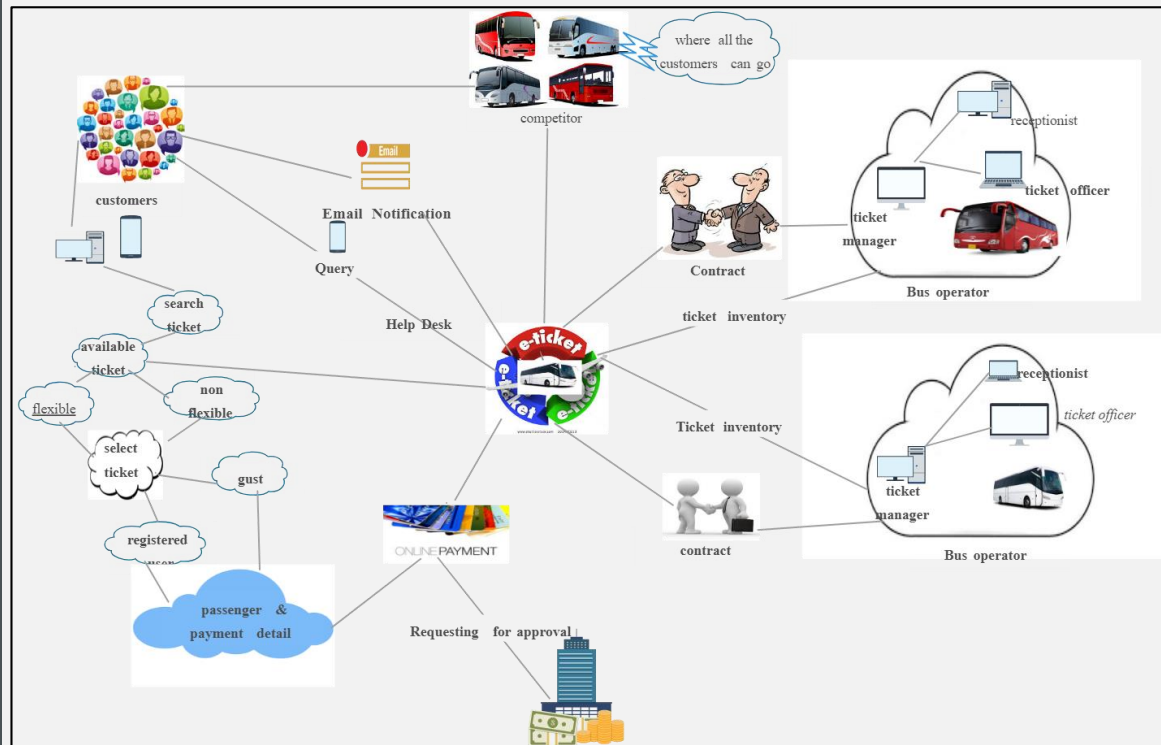 where all the
customers can go
competitor
receptionist
ticket officer
ticket
manager
Bus operator
customers
Email
Email Notification
Query
Help Desk
Contract
ticket inventory
search
ticket
available
ticket
flexible
non
flexible
select
ticket
gust
registered
passenger &
payment detail
e-ticket
e-ticket
e-ticket
ONLINE PAYMENT
Requesting for approval
Ticket inventory
contract
receptionist
ticket officer
ticket
manager
Bus operator